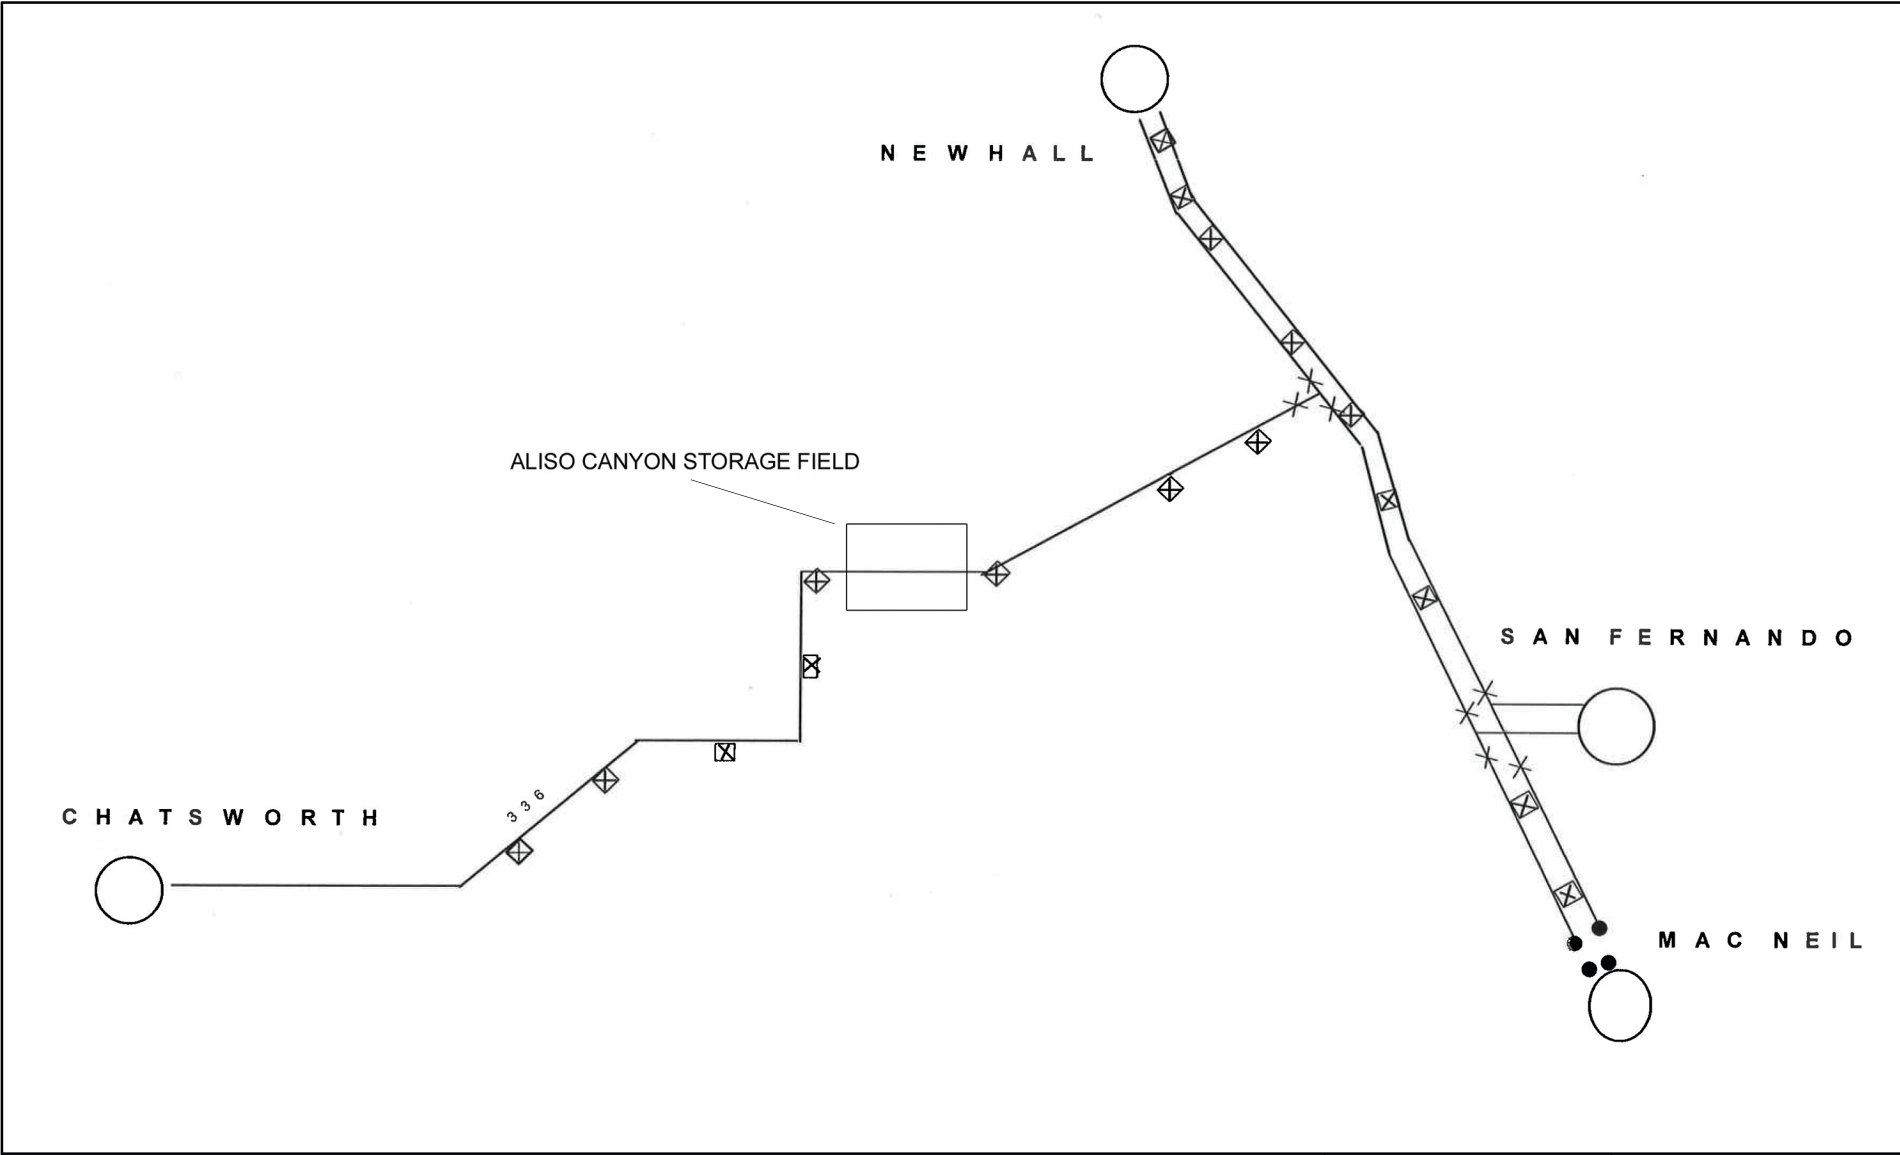 NEWHALL
ALISO CANYON STORAGE FIELD
SAN FERNANDO
336
CHATSWORTH
MAC NEIL